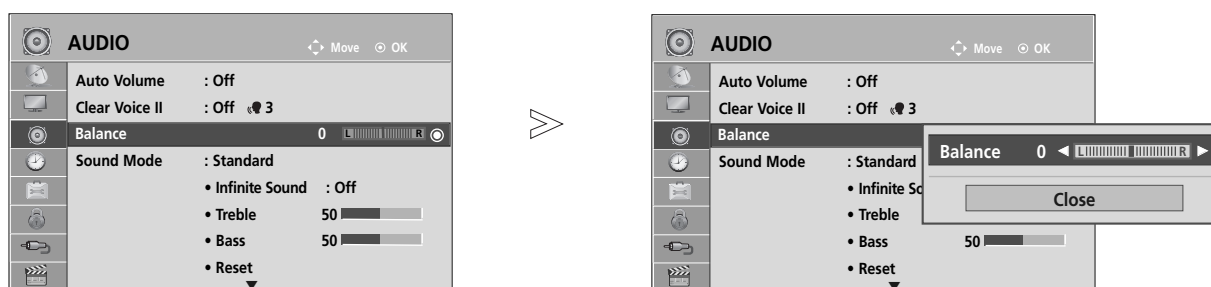 AUDIO Move OK
Auto Volume : Off
Clear Voice II : Off 3
Balance 0 L R
Sound Mode : Standard
• Infinite Sound : Off
• Treble 50
• Bass 50
• Reset
AUDIO Move OK
Auto Volume : Off
Clear Voice II : Off 3
Balance
Sound Mode : Standard
• Infinite So
• Treble
• Bass 50
• Reset
Balance 0 L R
Close